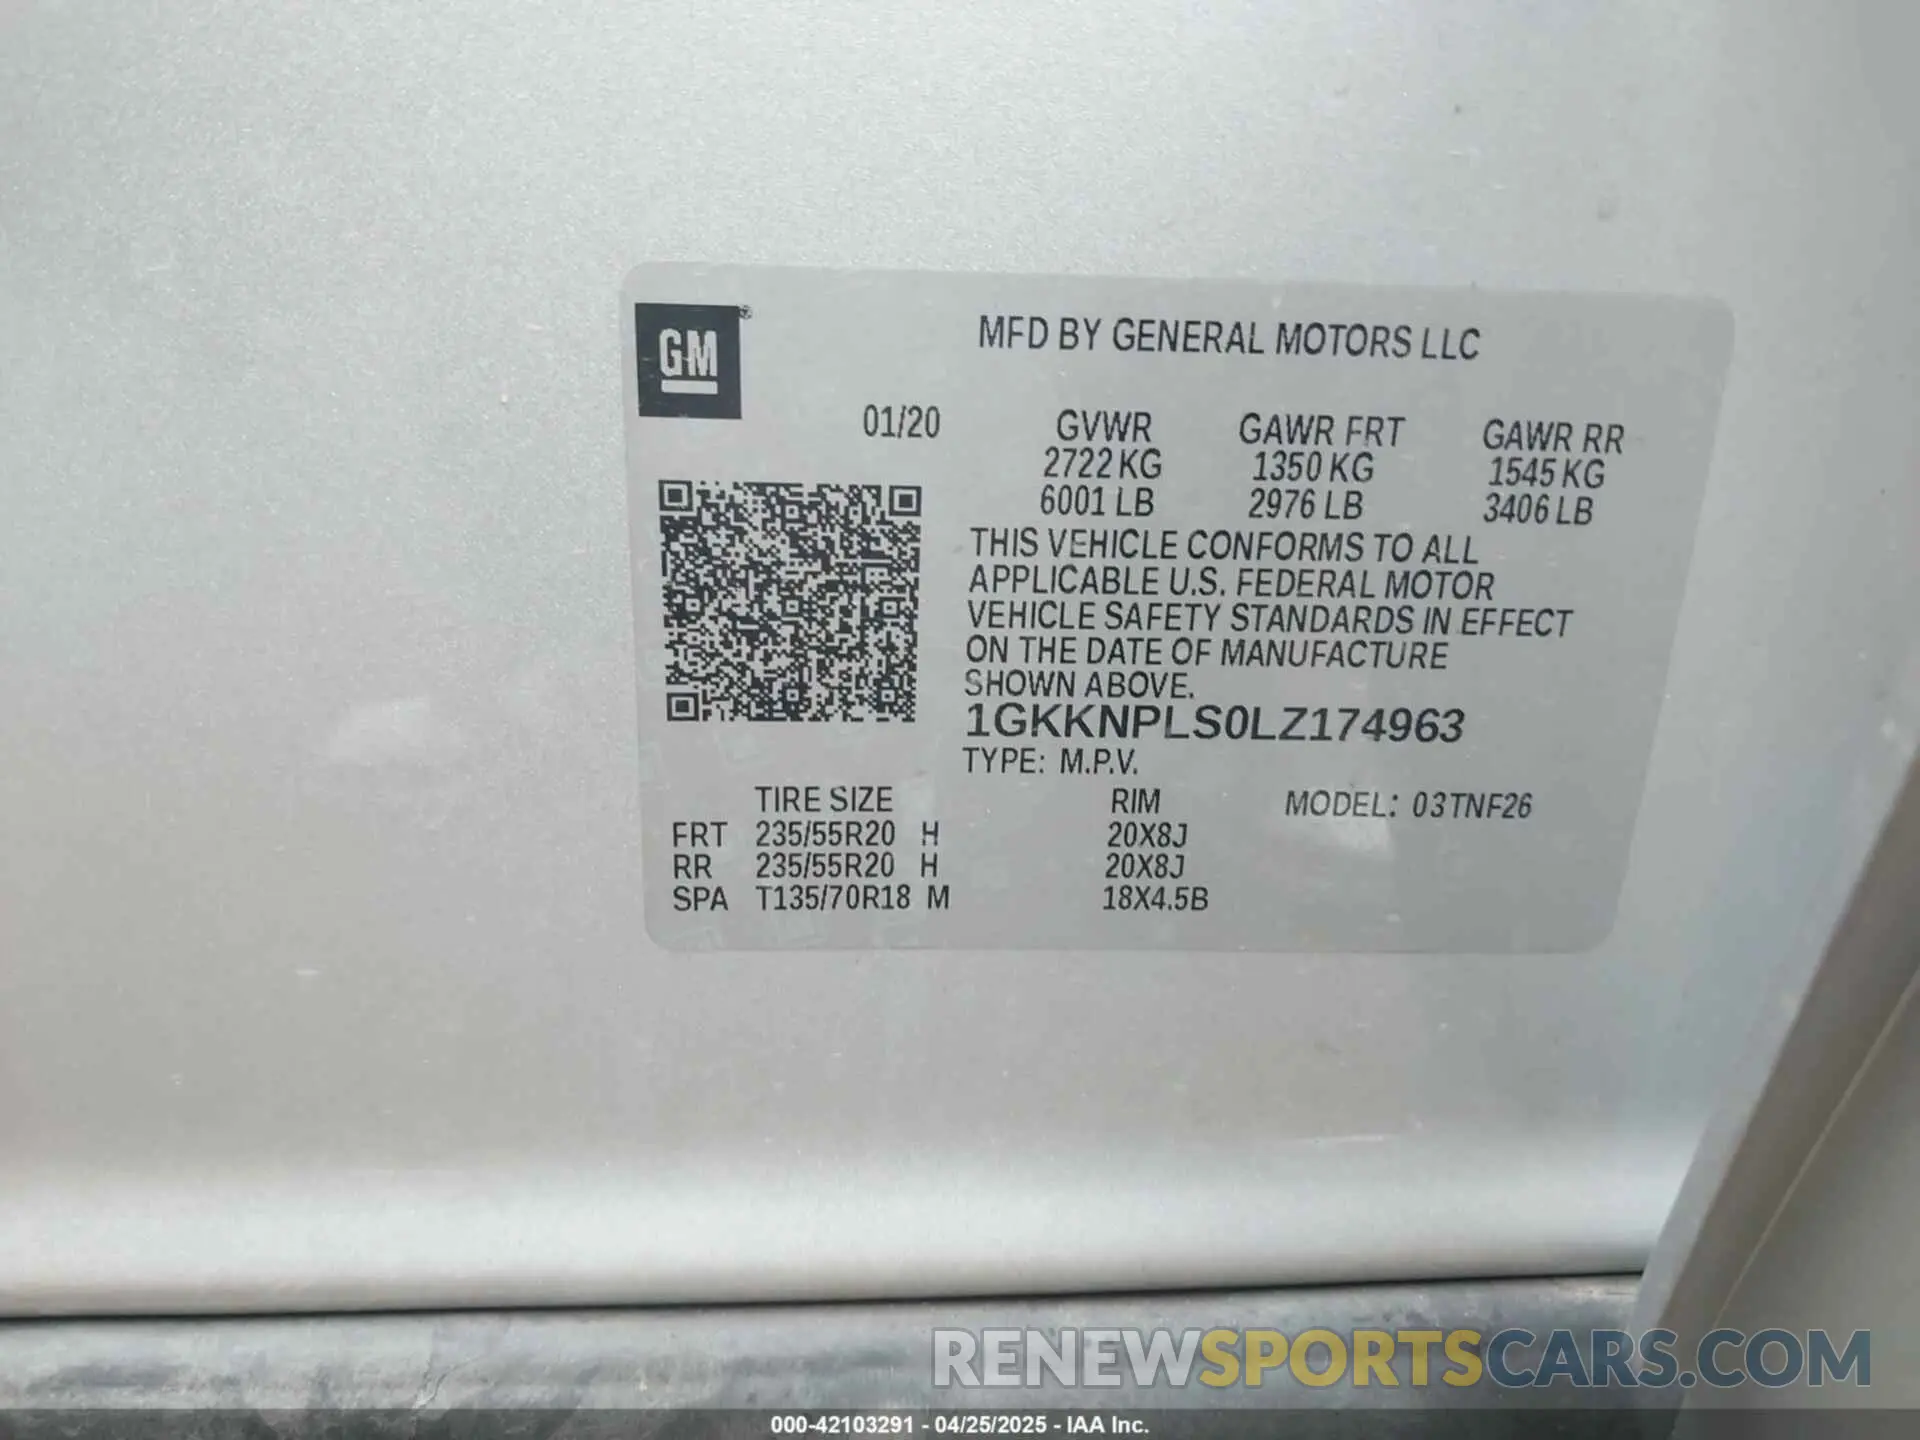 GM®
MFD BY GENERAL MOTORS LLC
01/20 GVWR GAWR FRT GAWR RR
2722 KG 1350 KG 1545 KG
6001 LB 2976 LB 3406 LB
THIS VEHICLE CONFORMS TO ALL
APPLICABLE U.S. FEDERAL MOTOR
VEHICLE SAFETY STANDARDS IN EFFECT
ON THE DATE OF MANUFACTURE
SHOWN ABOVE.
1GKKNPLS0LZ174963
TYPE: M.P.V.
TIRE SIZE RIM MODEL: 03TNF26
FRT 235/55R20 H 20X8J
RR 235/55R20 H 20X8J
SPA T135/70R18 M 18X4.5B
RENEWSPORTSCARS.COM
000-42103291 - 04/25/2025 - IAA Inc.